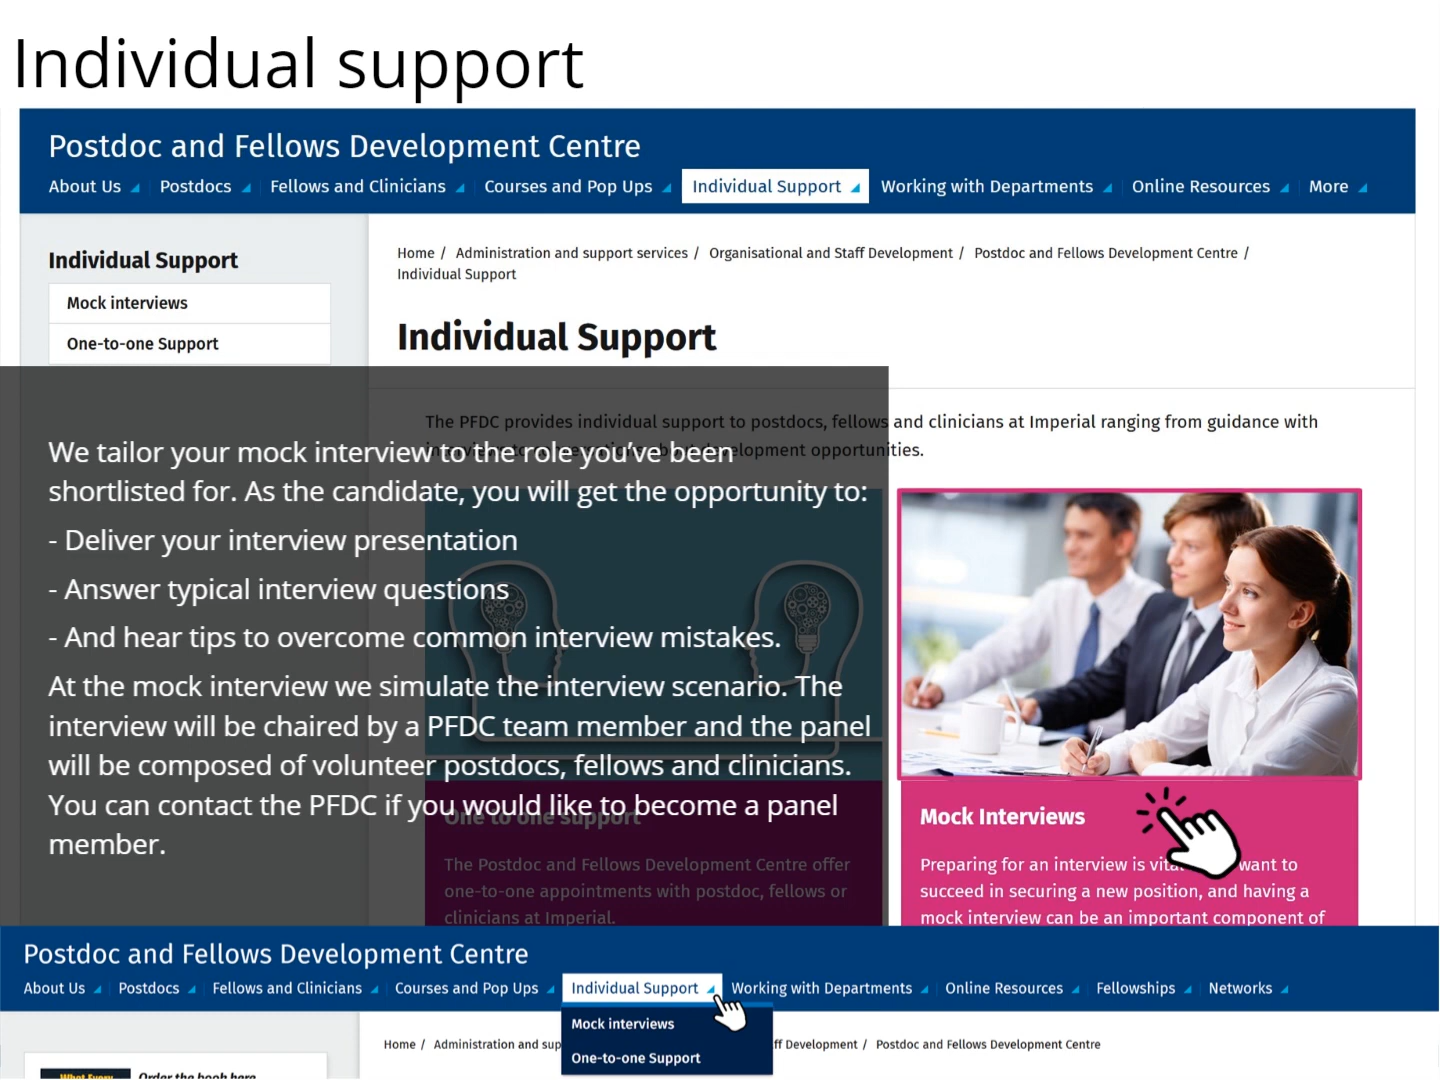 Individual support
Postdoc and Fellows Development Centre
About Us Postdocs Fellows and Clinicians Courses and Pop Ups Individual Support Working with Departments Online Resources More
Individual Support
Mock interviews
One-to-one Support
Home / Administration and support services / Organisational and Staff Development / Postdoc and Fellows Development Centre /
Individual Support
Individual Support
The PFDC provides individual support to postdocs, fellows and clinicians at Imperial ranging from guidance with
development opportunities.
We tailor your mock interview to the role you've been
shortlisted for. As the candidate, you will get the opportunity to:
- Deliver your interview presentation
- Answer typical interview questions
- And hear tips to overcome common interview mistakes.
At the mock interview we simulate the interview scenario. The
interview will be chaired by a PFDC team member and the panel
will be composed of volunteer postdocs, fellows and clinicians.
You can contact the PFDC if you would like to become a panel
member.
One to one support
The Postdoc and Fellows Development Centre offer
one-to-one appointments with postdoc, fellows or
clinicians at Imperial.
Mock Interviews
Preparing for an interview is want to
succeed in securing a new position, and having a
mock interview can be an important component of
Postdoc and Fellows Development Centre
About Us Postdocs Fellows and Clinicians Courses and Pop Ups Individual Support Working with Departments Online Resources Fellowships Networks
Mock interviews
One-to-one Support
Home / Administration and Development / Postdoc and Fellows Development Centre
What Every
Order the book here